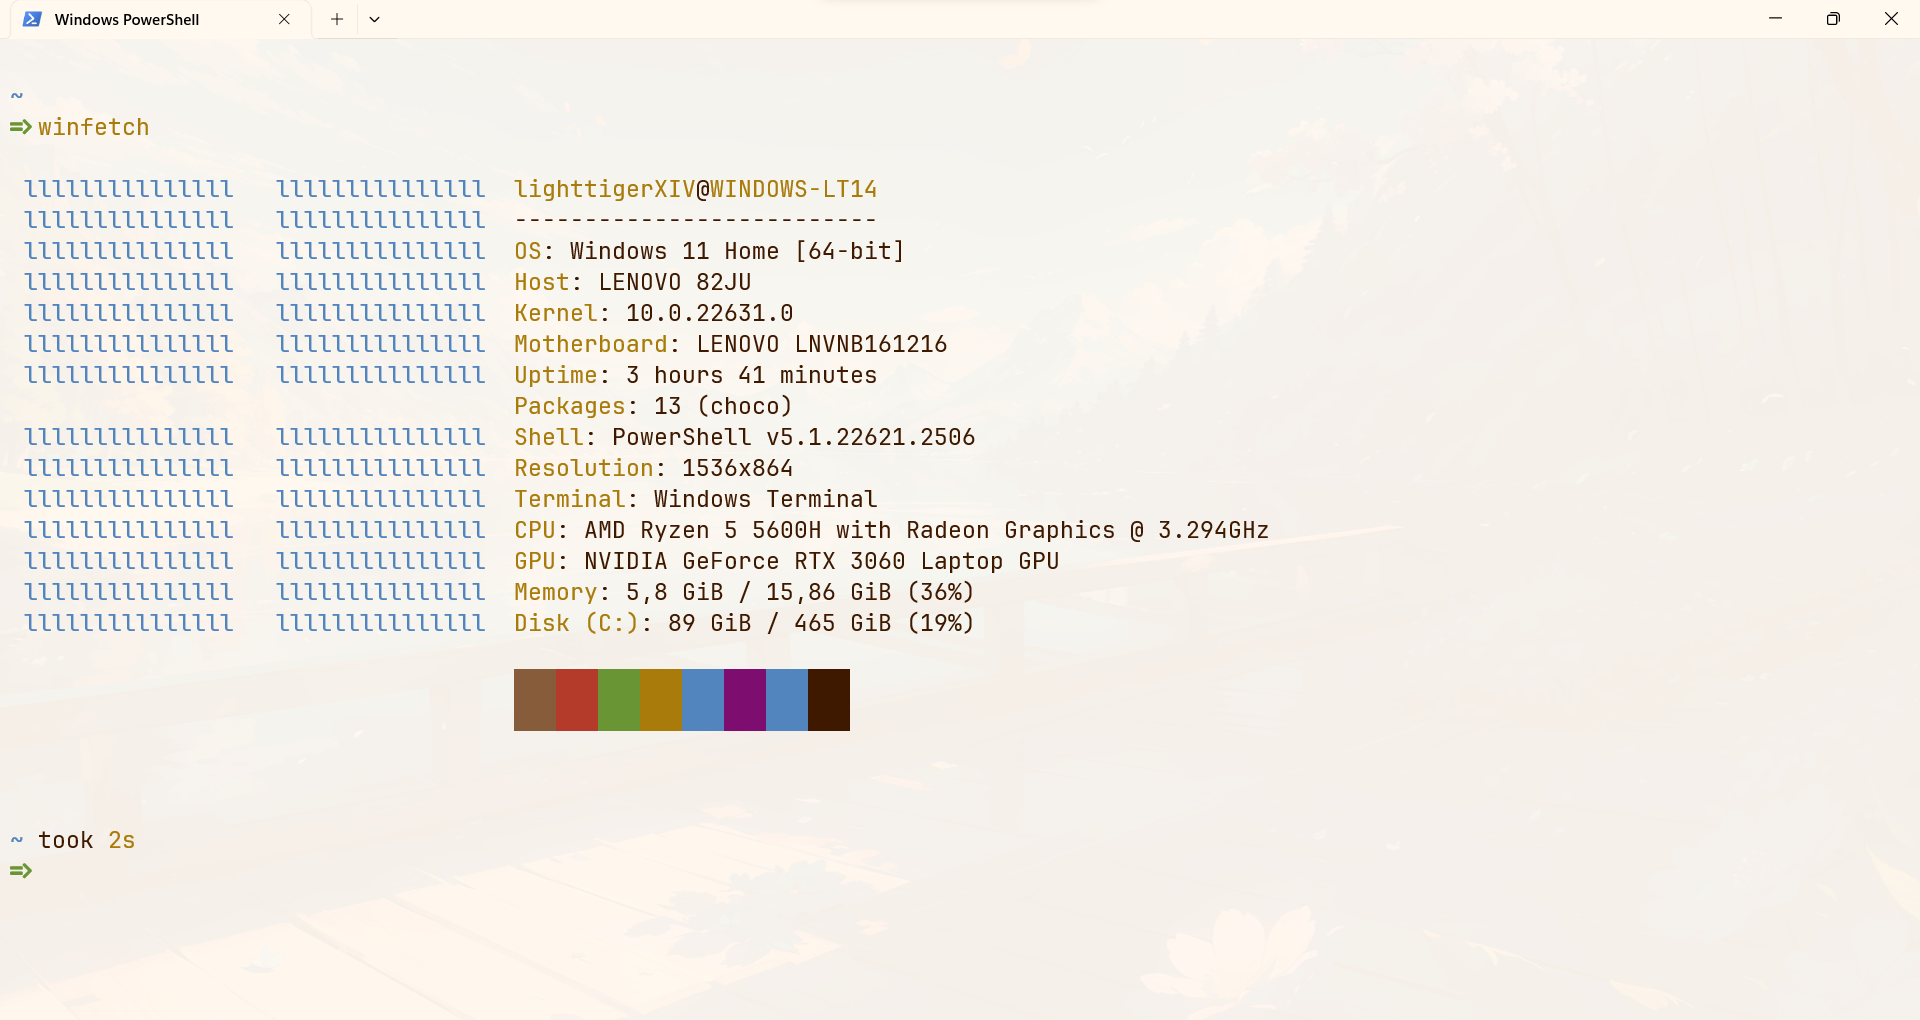 Windows PowerShell
~
=> winfetch
lllllllllllllll   lllllllllllllll  lighttigerXIV@WINDOWS-LT14
lllllllllllllll   lllllllllllllll  --------------------------
lllllllllllllll   lllllllllllllll  OS: Windows 11 Home [64-bit]
lllllllllllllll   lllllllllllllll  Host: LENOVO 82JU
lllllllllllllll   lllllllllllllll  Kernel: 10.0.22631.0
lllllllllllllll   lllllllllllllll  Motherboard: LENOVO LNVNB161216
lllllllllllllll   lllllllllllllll  Uptime: 3 hours 41 minutes
Packages: 13 (choco)
lllllllllllllll   lllllllllllllll  Shell: PowerShell v5.1.22621.2506
lllllllllllllll   lllllllllllllll  Resolution: 1536x864
lllllllllllllll   lllllllllllllll  Terminal: Windows Terminal
lllllllllllllll   lllllllllllllll  CPU: AMD Ryzen 5 5600H with Radeon Graphics @ 3.294GHz
lllllllllllllll   lllllllllllllll  GPU: NVIDIA GeForce RTX 3060 Laptop GPU
lllllllllllllll   lllllllllllllll  Memory: 5,8 GiB / 15,86 GiB (36%)
lllllllllllllll   lllllllllllllll  Disk (C:): 89 GiB / 465 GiB (19%)
~ took 2s
=>